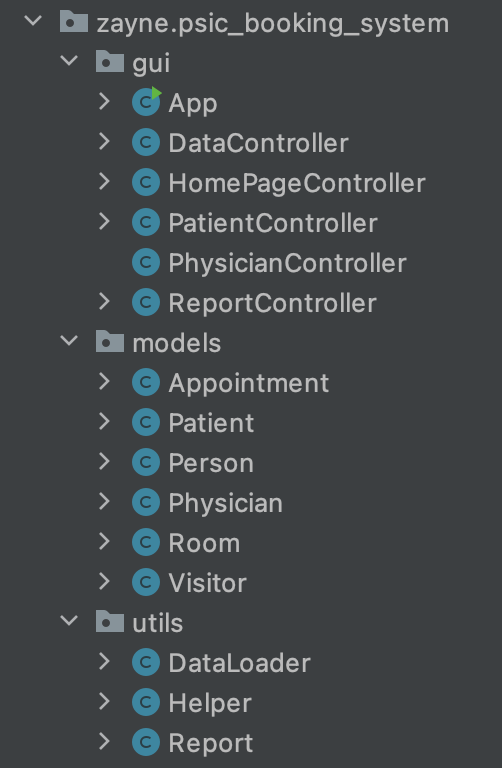 zayne.psic_booking_system
gui
C App
C DataController
C HomePageController
C PatientController
C PhysicianController
C ReportController
models
C Appointment
C Patient
C Person
C Physician
C Room
C Visitor
utils
C DataLoader
C Helper
C Report